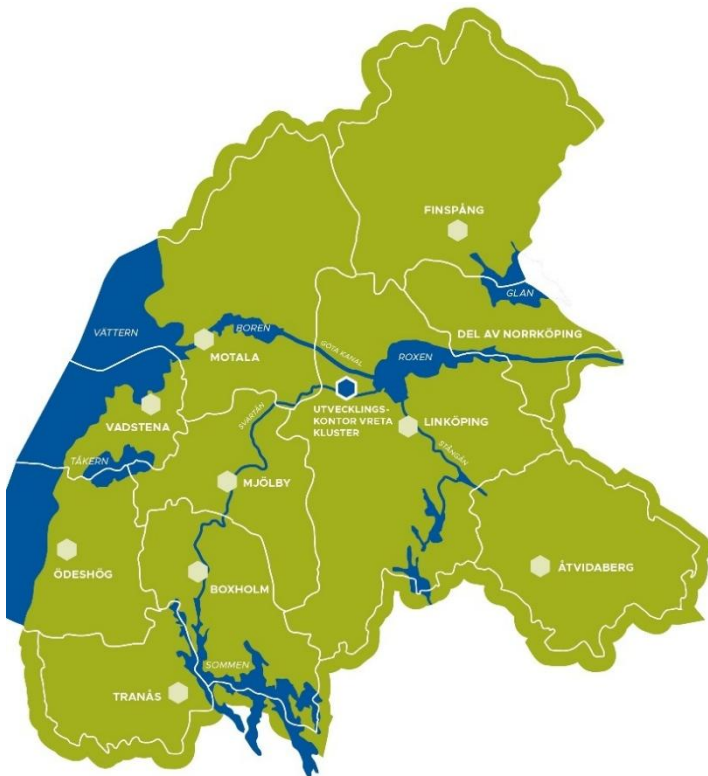 FINSPÅNG
GLAN
DEL AV NORRKÖPING
VÄTTERN
BOREN
MOTALA
GÖTA KANAL
ROXEN
VADSTENA
UTVECKLINGS-
KONTOR VRETA
KLUSTER
SVARTÅN
LINKÖPING
STÅNGÅN
TÅKERN
MJÖLBY
ÖDESHÖG
BOXHOLM
ÅTVIDABERG
SOMMEN
TRANÅS